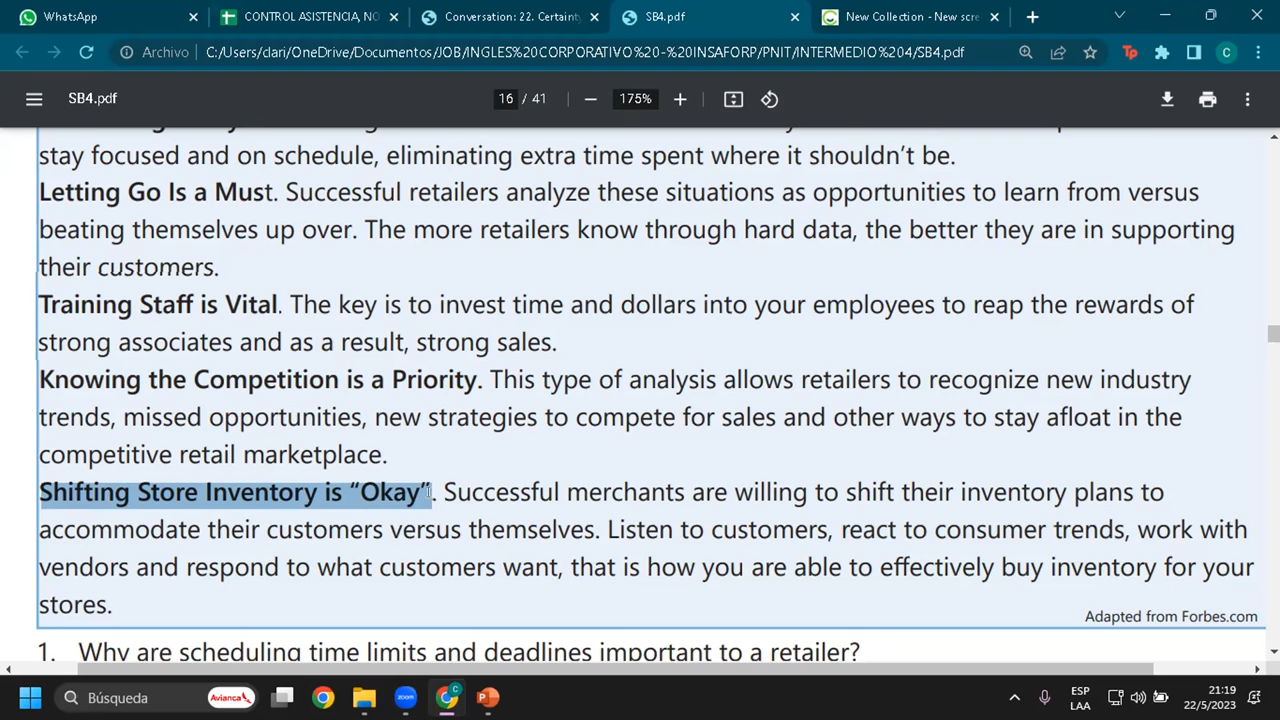 WhatsApp
CONTROL ASISTENCIA, NO
Conversation: 22. Certaint
SB4.pdf
New Collection - New scre
Archivo
C:/Users/clari/OneDrive/Documentos/JOB/INGLES%20CORPORATIVO%20-%20INSAFORP/PNIT/INTERMEDIO%204/SB4.pdf
C
SB4.pdf
16 / 41
175%
stay focused and on schedule, eliminating extra time spent where it shouldn't be.
Letting Go Is a Must. Successful retailers analyze these situations as opportunities to learn from versus
beating themselves up over. The more retailers know through hard data, the better they are in supporting
their customers.
Training Staff is Vital. The key is to invest time and dollars into your employees to reap the rewards of
strong associates and as a result, strong sales.
Knowing the Competition is a Priority. This type of analysis allows retailers to recognize new industry
trends, missed opportunities, new strategies to compete for sales and other ways to stay afloat in the
competitive retail marketplace.
Shifting Store Inventory is “Okay”. Successful merchants are willing to shift their inventory plans to
accommodate their customers versus themselves. Listen to customers, react to consumer trends, work with
vendors and respond to what customers want, that is how you are able to effectively buy inventory for your
stores.
Adapted from Forbes.com
1. Why are scheduling time limits and deadlines important to a retailer?
Búsqueda
Avianca
ESP
LAA
21:19
22/5/2023